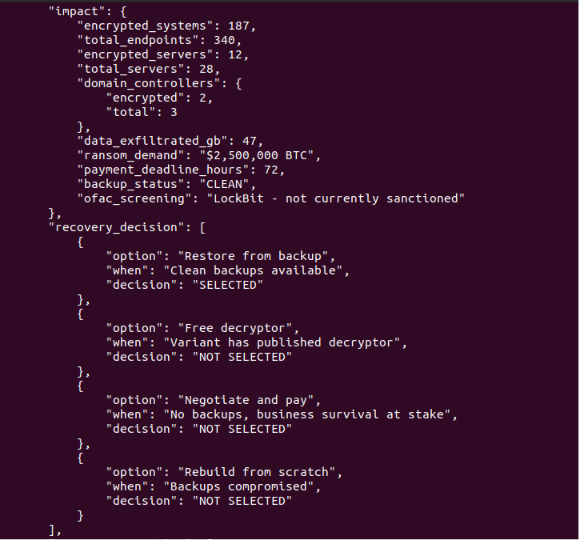 "impact": {
"encrypted_systems": 187,
"total_endpoints": 340,
"encrypted_servers": 12,
"total_servers": 28,
"domain_controllers": {
"encrypted": 2,
"total": 3
},
"data_exfiltrated_gb": 47,
"ransom_demand": "$2,500,000 BTC",
"payment_deadline_hours": 72,
"backup_status": "CLEAN",
"ofac_screening": "LockBit - not currently sanctioned"
},
"recovery_decision": [
{
"option": "Restore from backup",
"when": "Clean backups available",
"decision": "SELECTED"
},
{
"option": "Free decryptor",
"when": "Variant has published decryptor",
"decision": "NOT SELECTED"
},
{
"option": "Negotiate and pay",
"when": "No backups, business survival at stake",
"decision": "NOT SELECTED"
},
{
"option": "Rebuild from scratch",
"when": "Backups compromised",
"decision": "NOT SELECTED"
}
],